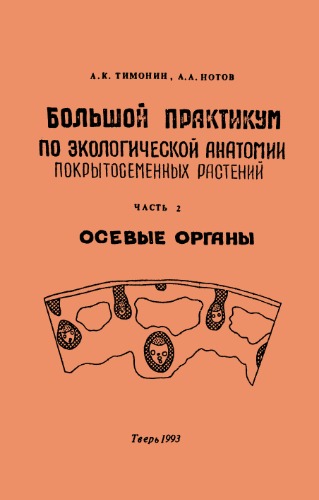 А.К. ТИМОНИН, А.А. НОТОВ
БОЛЬШОЙ ПРАКТИКУМ
ПО ЭКОЛОГИЧЕСКОЙ АНАТОМИИ
ПОКРЫТОСЕМЕННЫХ РАСТЕНИЙ
ЧАСТЬ 2
ОСЕВЫЕ ОРГАНЫ
Тверь 1993